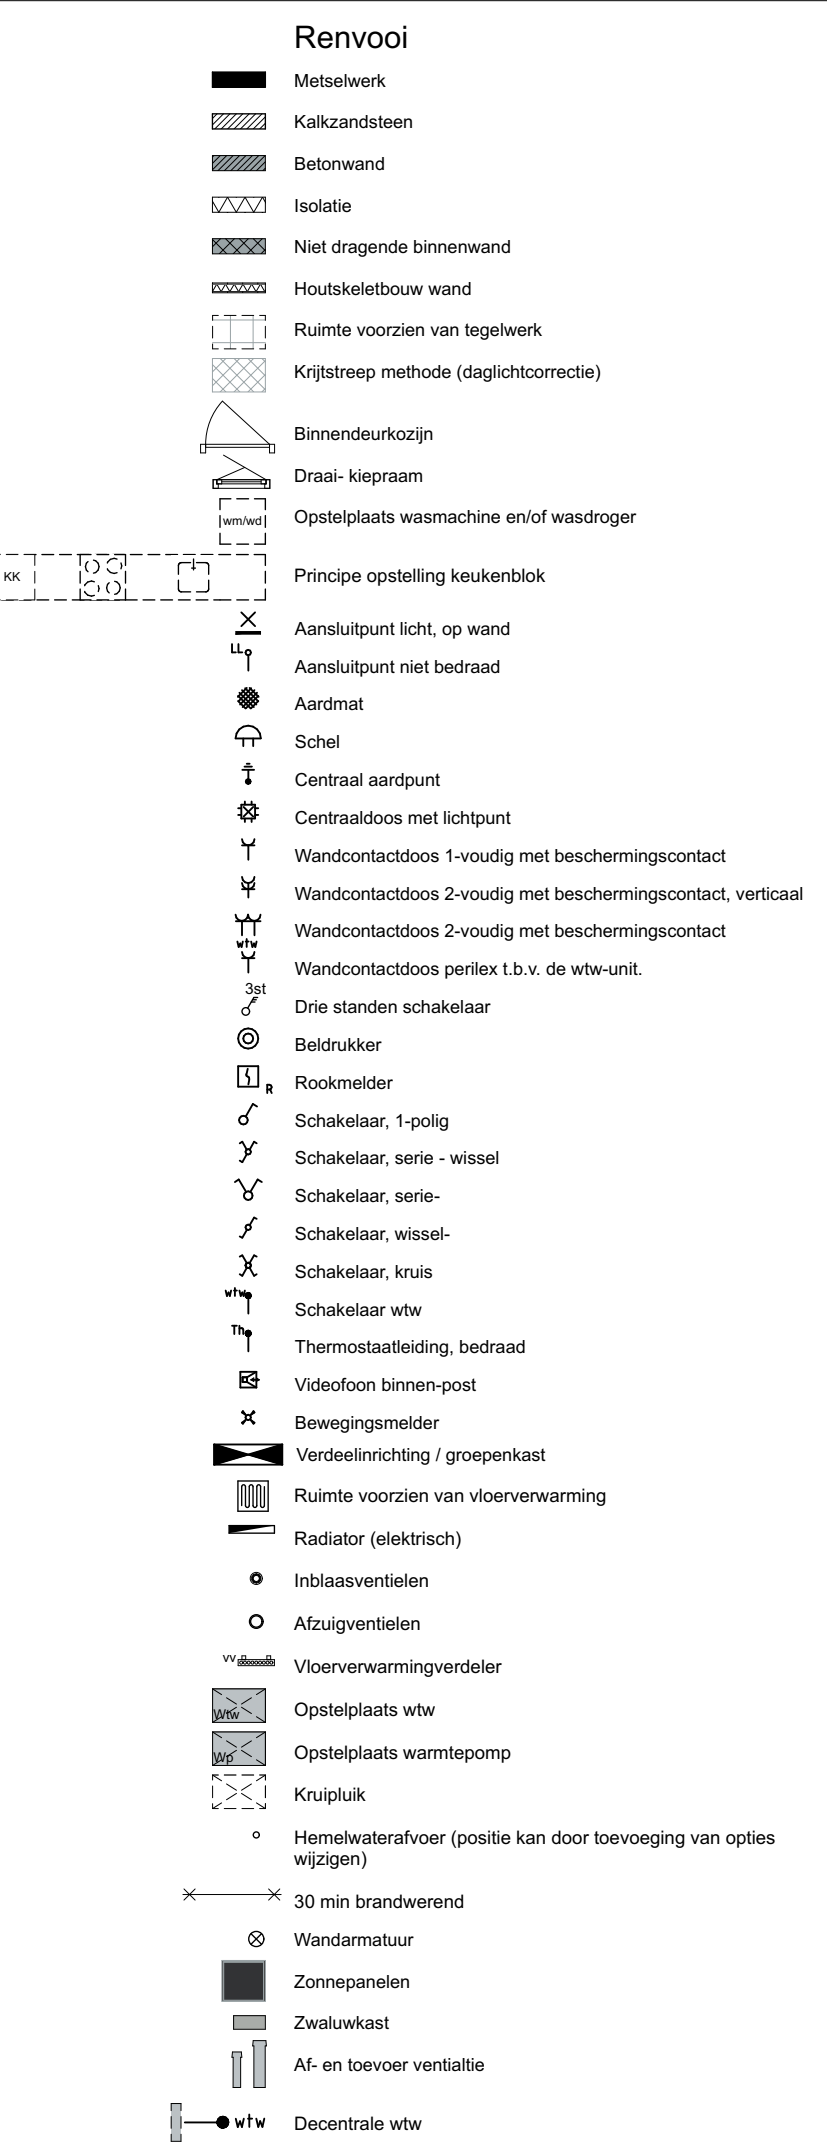 Renvooi
Metselwerk
Kalkzandsteen
Betonwand
Isolatie
Niet dragende binnenwand
Houtskeletbouw wand
Ruimte voorzien van tegelwerk
Krijtstreep methode (daglichtcorrectie)
Binnendeurkozijn
Draai- kiepraam
wm/wd Opstelplaats wasmachine en/of wasdroger
KK Principe opstelling keukenblok
Aansluitpunt licht, op wand
LL Aansluitpunt niet bedraad
Aardmat
Schel
Centraal aardpunt
Centraaldoos met lichtpunt
Wandcontactdoos 1-voudig met beschermingscontact
Wandcontactdoos 2-voudig met beschermingscontact, verticaal
Wandcontactdoos 2-voudig met beschermingscontact
wtw Wandcontactdoos perilex t.b.v. de wtw-unit.
3st Drie standen schakelaar
Beldrukker
R Rookmelder
Schakelaar, 1-polig
Schakelaar, serie - wissel
Schakelaar, serie-
Schakelaar, wissel-
Schakelaar, kruis
wtw Schakelaar wtw
Th Thermostaatleiding, bedraad
Videofoon binnen-post
Bewegingsmelder
Verdeelinrichting / groepenkast
Ruimte voorzien van vloerverwarming
Radiator (elektrisch)
Inblaasventielen
Afzuigventielen
vv Vloerverwarmingverdeler
Wtw Opstelplaats wtw
Wp Opstelplaats warmtepomp
Kruipluik
Hemelwaterafvoer (positie kan door toevoeging van opties
wijzigen)
30 min brandwerend
Wandarmatuur
Zonnepanelen
Zwaluwkast
Af- en toevoer ventialtie
wtw Decentrale wtw